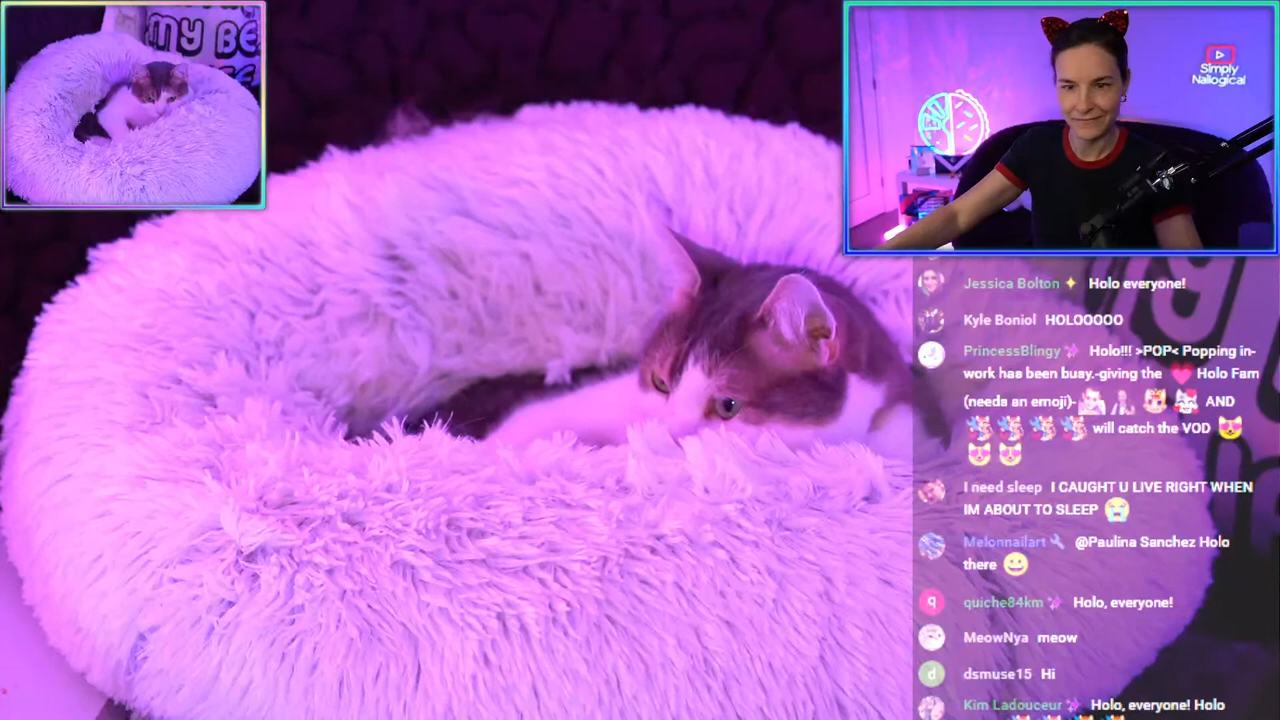 MY BE
Simply
Nailogical
Jessica Bolton Holo everyone!
Kyle Boniol HOLOOOOO
PrincessBlingy Holo!!! >POP< Popping in-
work has been busy.-giving the Holo Fam
(needs an emoji)- AND
will catch the VOD
I need sleep I CAUGHT U LIVE RIGHT WHEN
IM ABOUT TO SLEEP
Melonnailart @Paulina Sanchez Holo
there
q quiche84km Holo, everyone!
MeowNya meow
d dsmuse15 Hi
Kim Ladouceur Holo, everyone! Holo